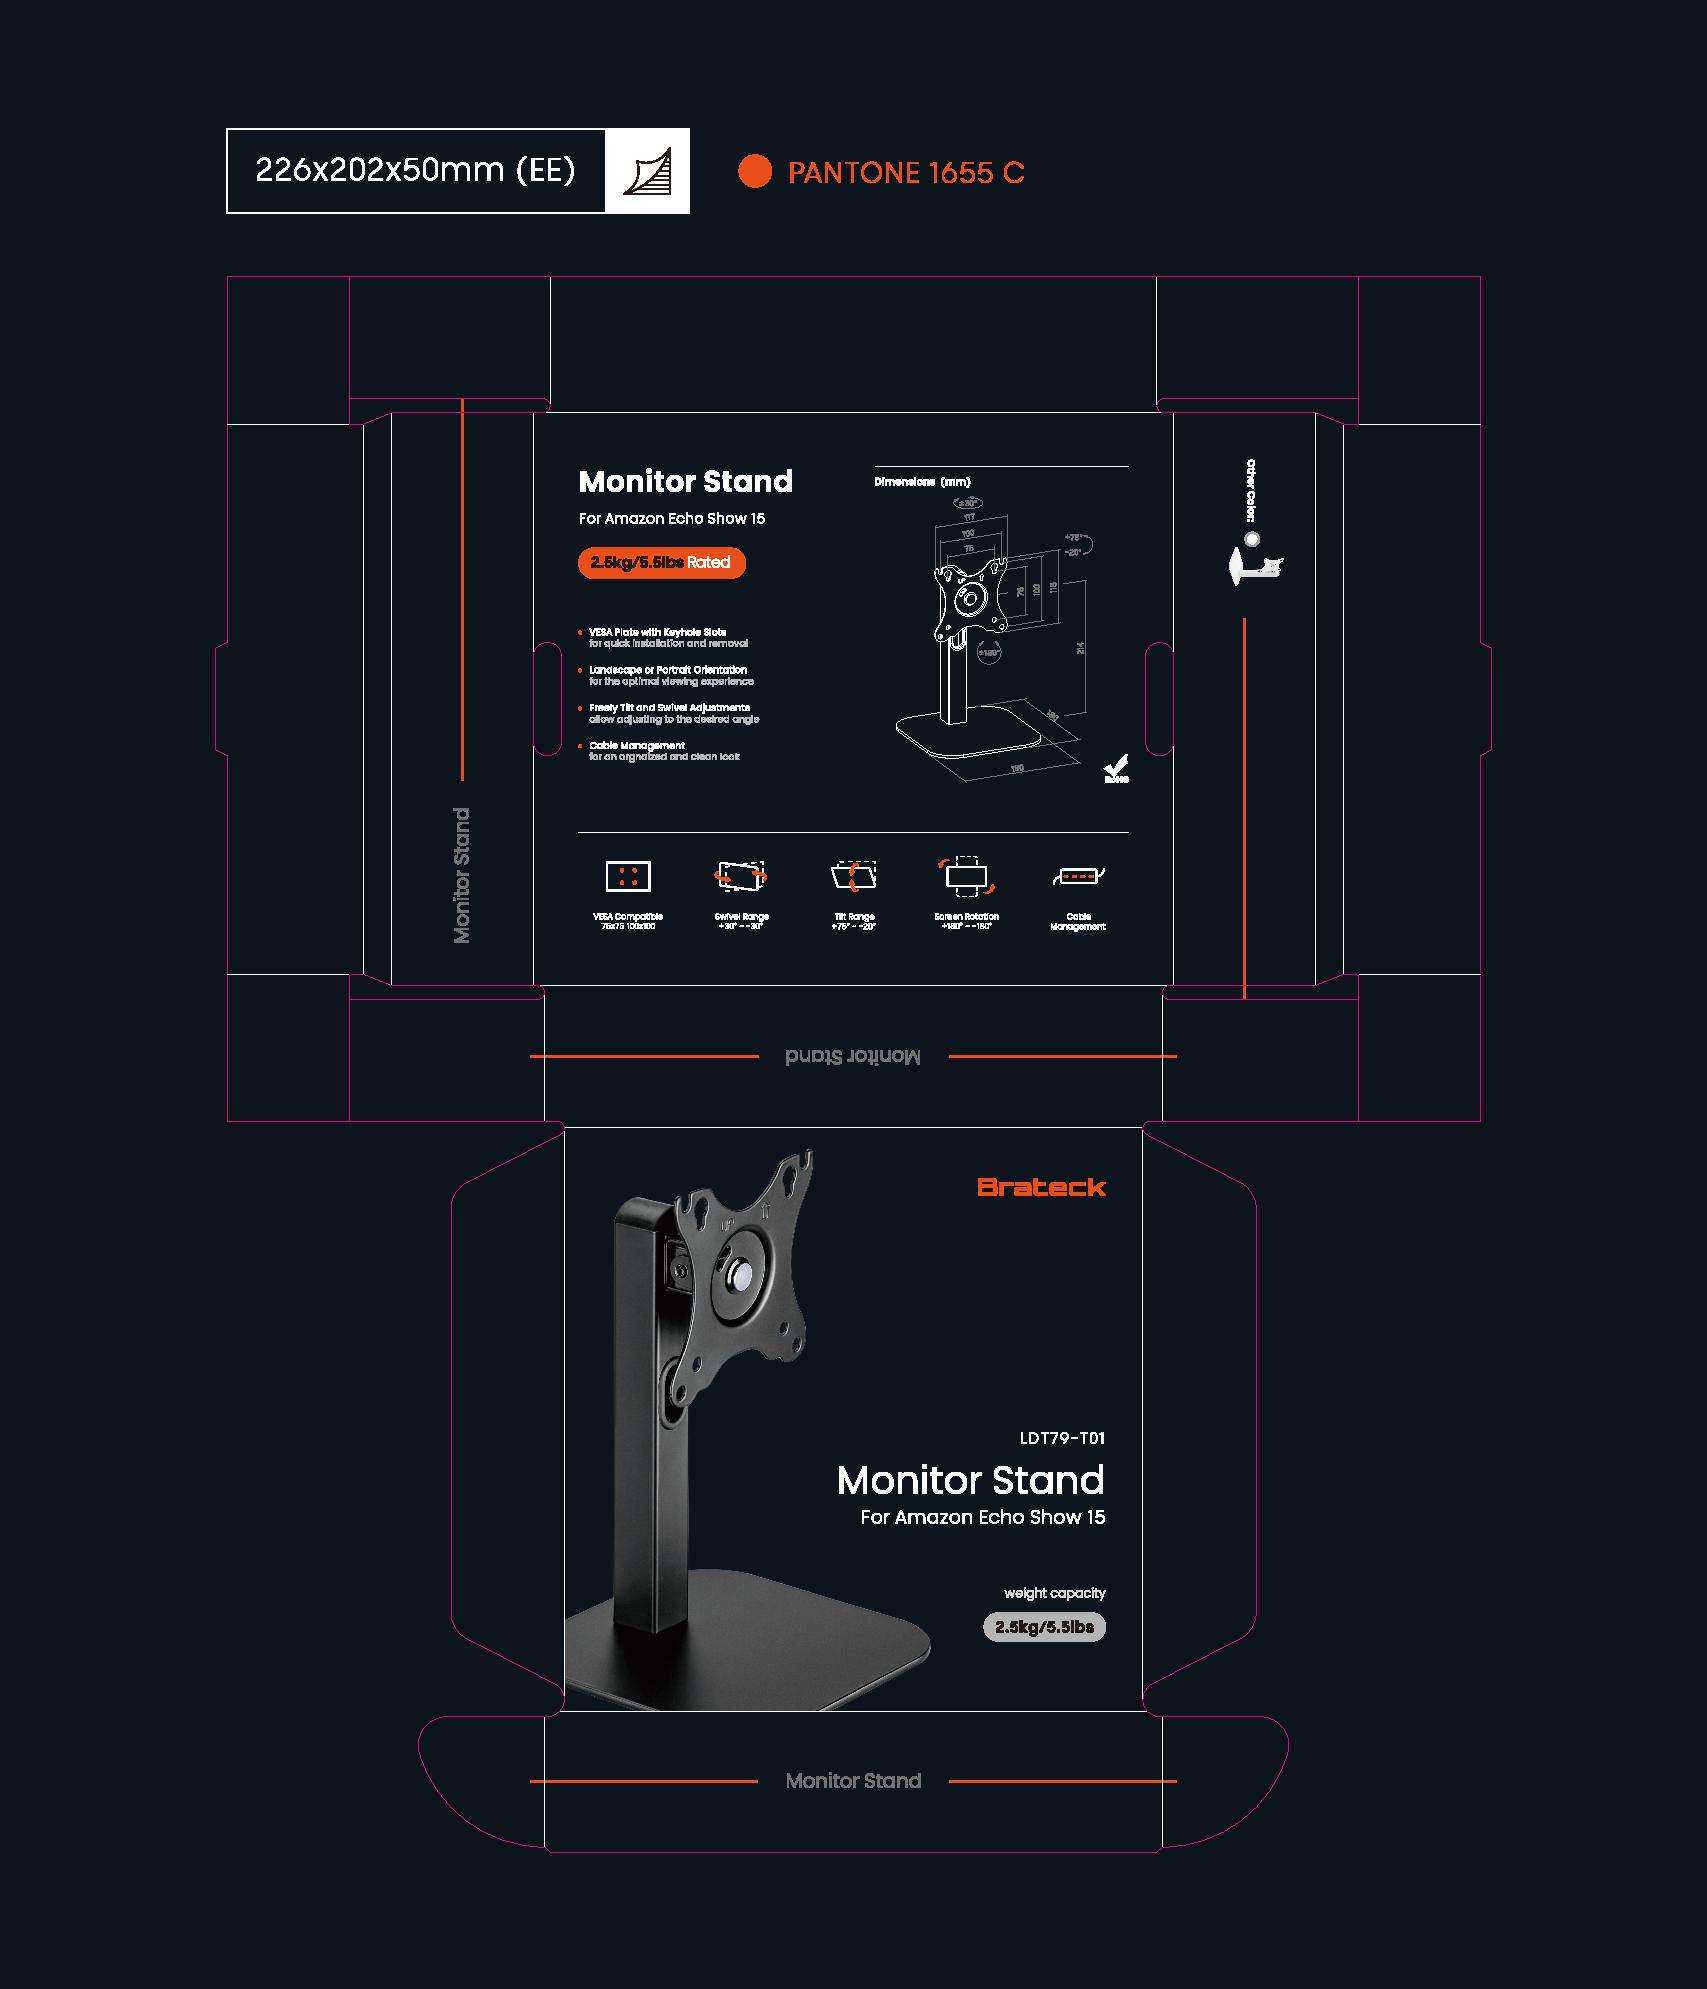 226x202x50mm (EE)
PANTONE 1655 C
Monitor Stand
For Amazon Echo Show 15
2.5kg/5.5lbs Rated
VESA Plate with Keyhole Slots
for quick installation and removal
Landscape or Portrait Orientation
for the optimal viewing experience
Freely Tilt and Swivel Adjustments
allow adjusting to the desired angle
Cable Management
for an orgnaized and clean look
Dimensions (mm)
±30°
117
100
75
+75°
-20°
75
100
115
214
±180°
190
190
RoHS
Other Color:
Monitor Stand
VESA Compatible
75x75 100x100
Swivel Range
+30° ~ -30°
Tilt Range
+75° ~ -20°
Screen Rotation
+180° ~ -180°
Cable
Management
Monitor Stand
UP
Brateck
LDT79-T01
Monitor Stand
For Amazon Echo Show 15
weight capacity
2.5kg/5.5lbs
Monitor Stand